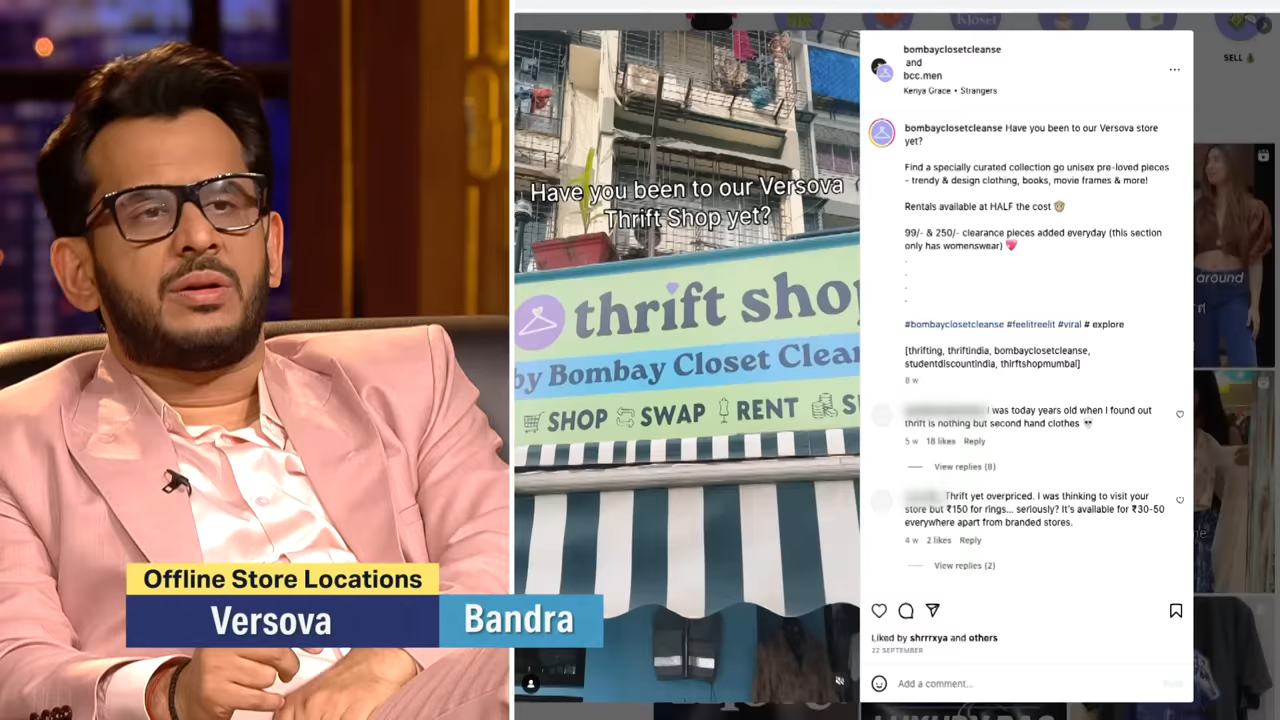 Offline Store Locations
Versova
Bandra
Have you been to our Versova
Thrift Shop yet?
thrift sho
by Bombay Closet Clear
SHOP SWAP RENT S
bombayclosetcleanse
and
bcc.men
Kenya Grace • Strangers
bombayclosetcleanse Have you been to our Versova store
yet?
Find a specially curated collection go unisex pre-loved pieces
- trendy & design clothing, books, movie frames & more!
Rentals available at HALF the cost
99/- & 250/- clearance pieces added everyday (this section
only has womenswear)
.
.
.
.
#bombayclosetcleanse #feelitreelit #viral # explore
[thrifting, thriftindia, bombayclosetcleanse,
studentdiscountindia, thirftshopmumbai]
8 w
I was today years old when I found out
thrift is nothing but second hand clothes
5 w 18 likes Reply
View replies (8)
Thrift yet overpriced. I was thinking to visit your
store but ₹150 for rings... seriously? It's available for ₹30-50
everywhere apart from branded stores.
4 w 2 likes Reply
View replies (2)
Liked by shrrrxya and others
22 SEPTEMBER
Add a comment...
Post
Kloset
SELL
around